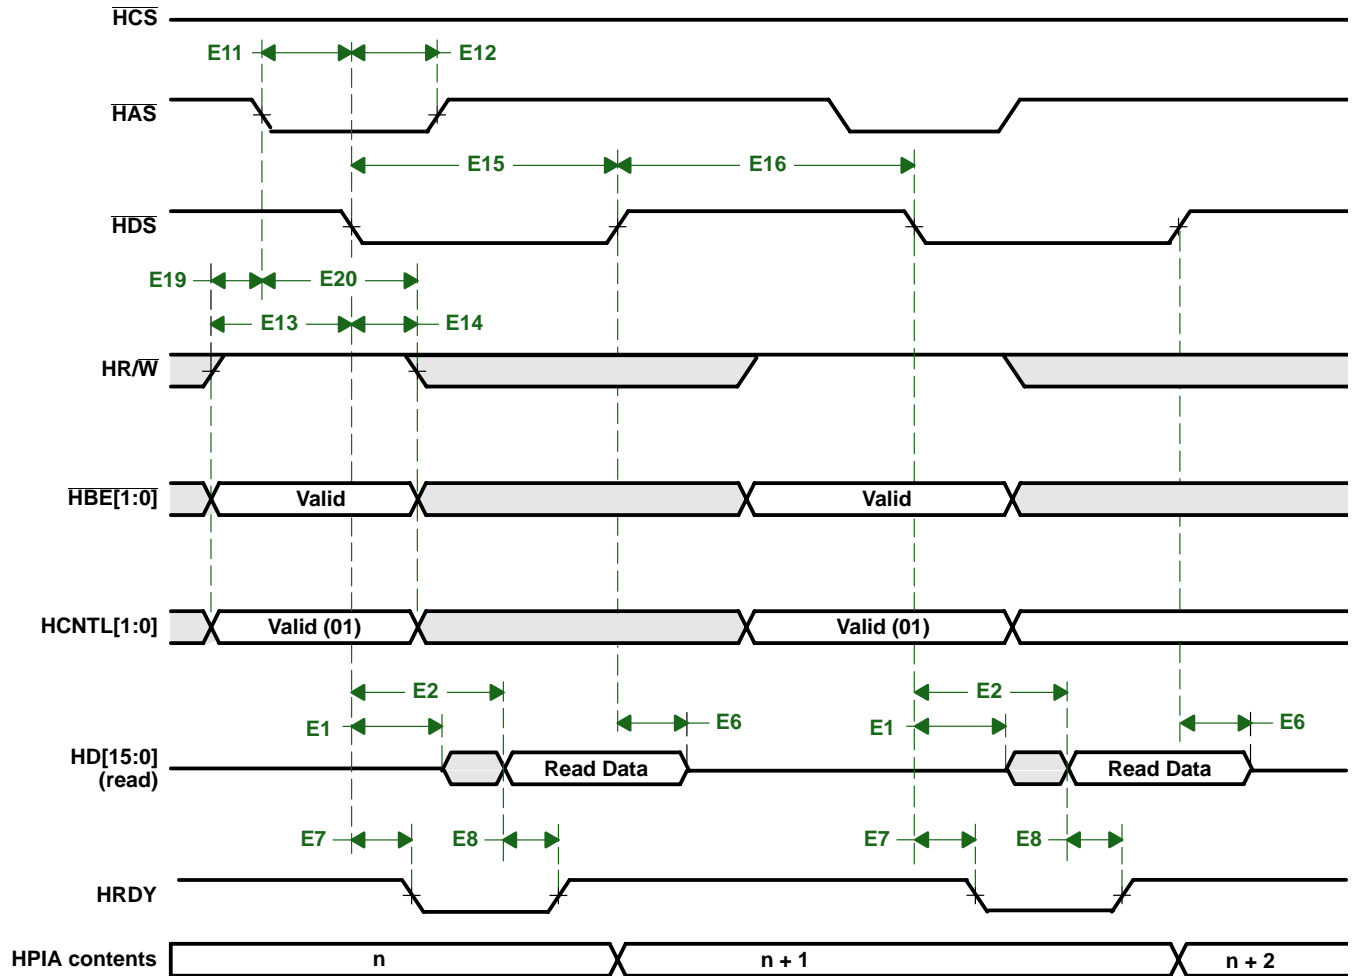 HCS
E11
E12
HAS
E15
E16
HDS
E19
E20
E13
E14
HR/W
HBE[1:0]
Valid
Valid
HCNTL[1:0]
Valid (01)
Valid (01)
E2
E2
E1
E6
E1
E6
HD[15:0]
(read)
Read Data
Read Data
E7
E8
E7
E8
HRDY
HPIA contents
n
n + 1
n + 2